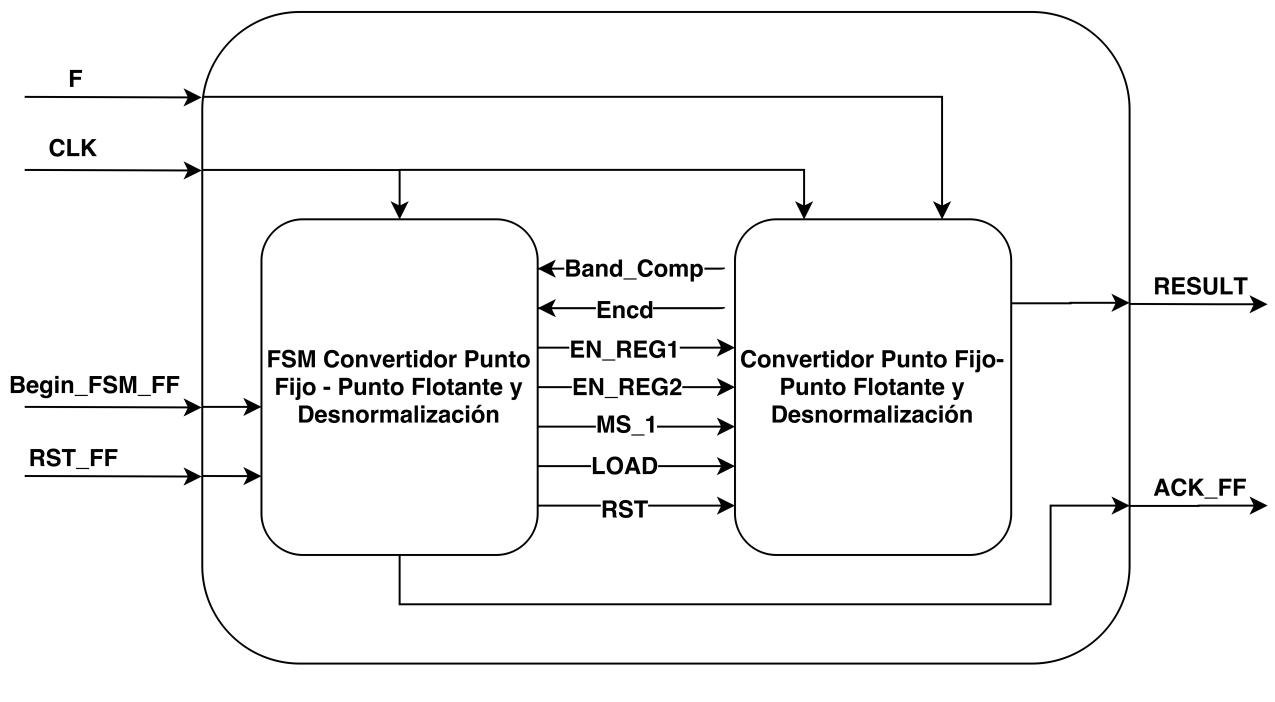 F
CLK
Begin_FSM_FF
RST_FF
FSM Convertidor Punto
Fijo - Punto Flotante y
Desnormalización
Band_Comp
Encd
EN_REG1
EN_REG2
MS_1
LOAD
RST
Convertidor Punto Fijo-
Punto Flotante y
Desnormalización
RESULT
ACK_FF